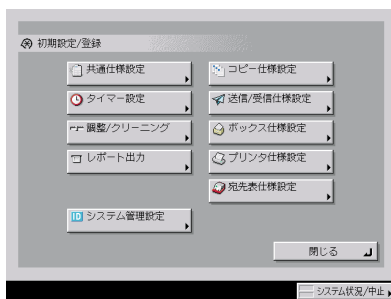 初期設定/登録
共通仕様設定
コピー仕様設定
タイマー設定
送信/受信仕様設定
調整/クリーニング
ボックス仕様設定
レポート出力
プリンタ仕様設定
宛先表仕様設定
ID システム管理設定
閉じる
システム状況/中止